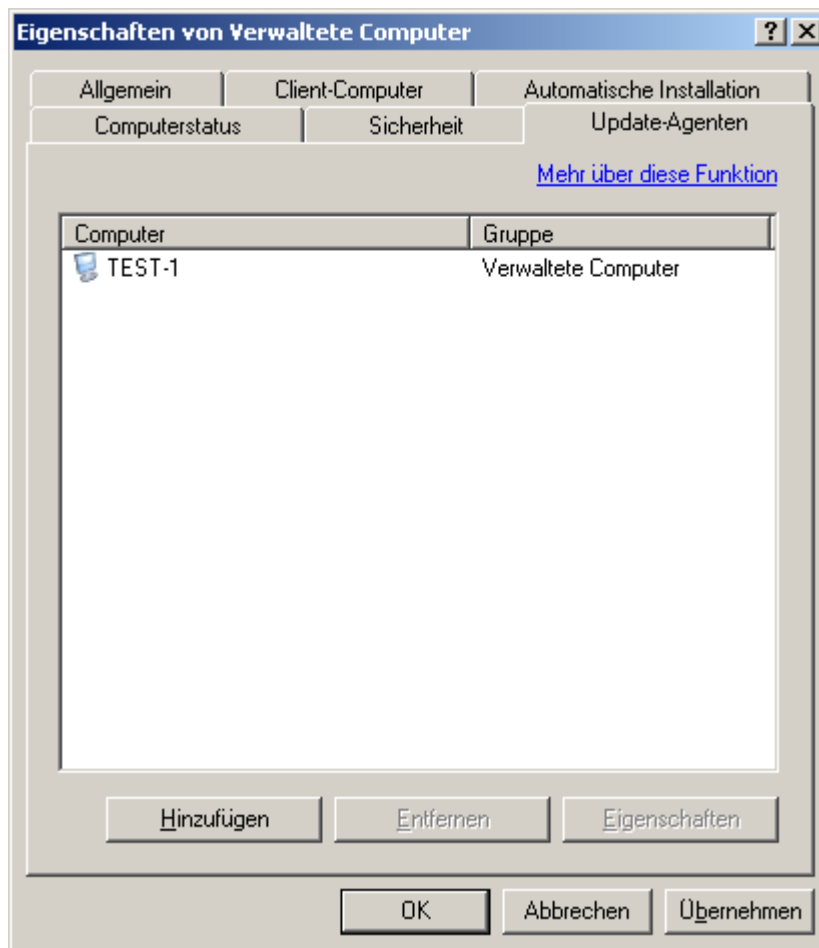 Eigenschaften von Verwaltete Computer
Allgemein Client-Computer Automatische Installation
Computerstatus Sicherheit Update-Agenten
Mehr über diese Funktion
Computer Gruppe
TEST-1 Verwaltete Computer
Hinzufügen Entfernen Eigenschaften
OK Abbrechen Übernehmen